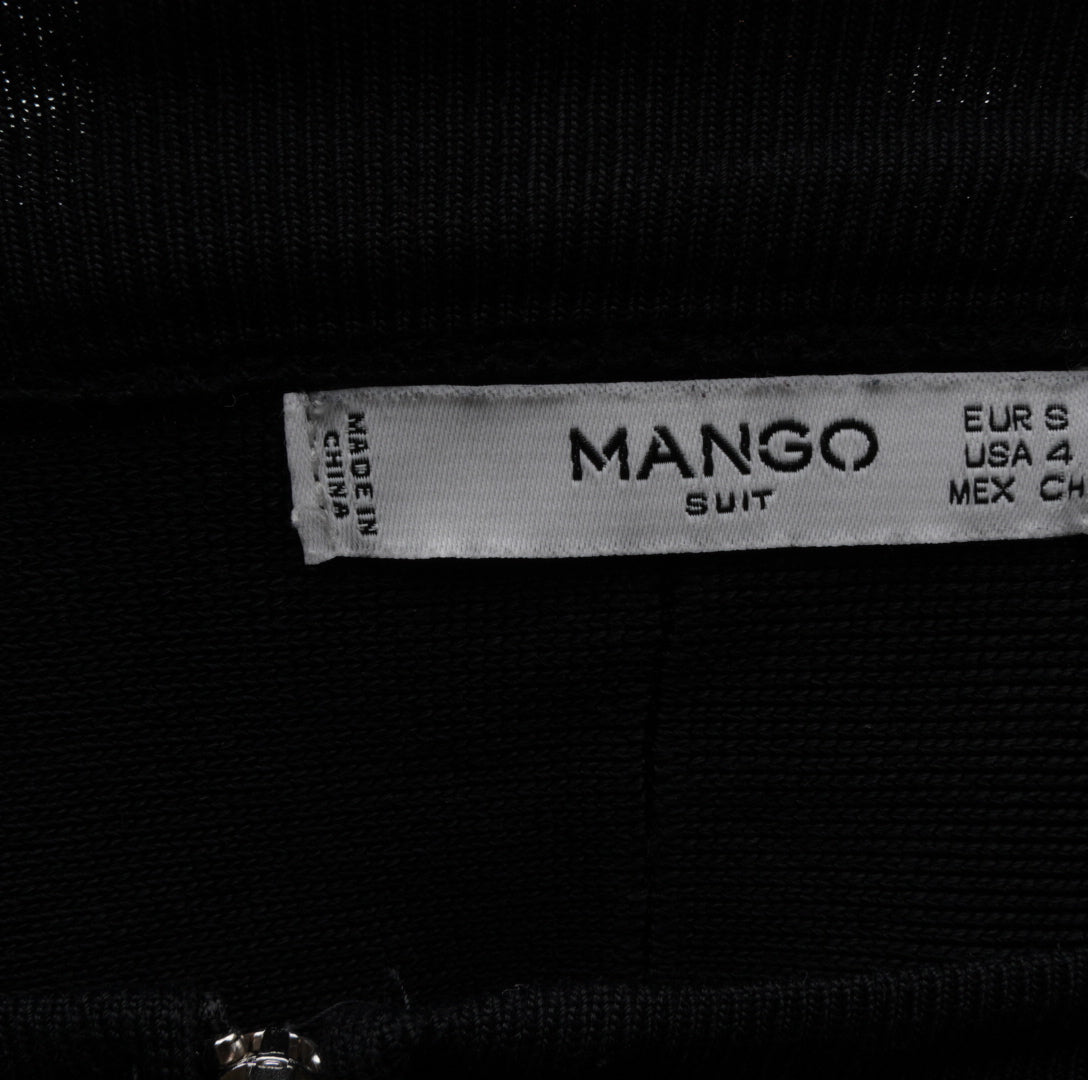 MADE IN
CHINA
MANGO
SUIT
EUR S
USA 4
MEX CH